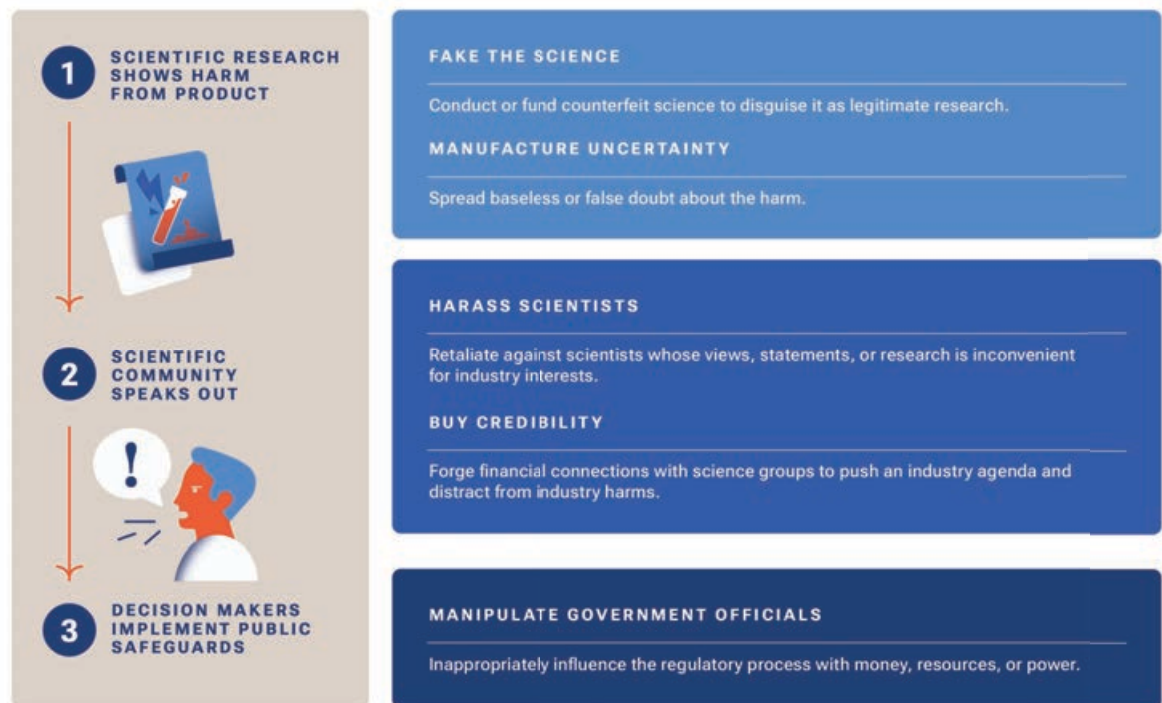 1
SCIENTIFIC RESEARCH
SHOWS HARM
FROM PRODUCT
FAKE THE SCIENCE
Conduct or fund counterfeit science to disguise it as legitimate research.
MANUFACTURE UNCERTAINTY
Spread baseless or false doubt about the harm.
2
SCIENTIFIC
COMMUNITY
SPEAKS OUT
!
HARASS SCIENTISTS
Retaliate against scientists whose views, statements, or research is inconvenient
for industry interests.
BUY CREDIBILITY
Forge financial connections with science groups to push an industry agenda and
distract from industry harms.
3
DECISION MAKERS
IMPLEMENT PUBLIC
SAFEGUARDS
MANIPULATE GOVERNMENT OFFICIALS
Inappropriately influence the regulatory process with money, resources, or power.